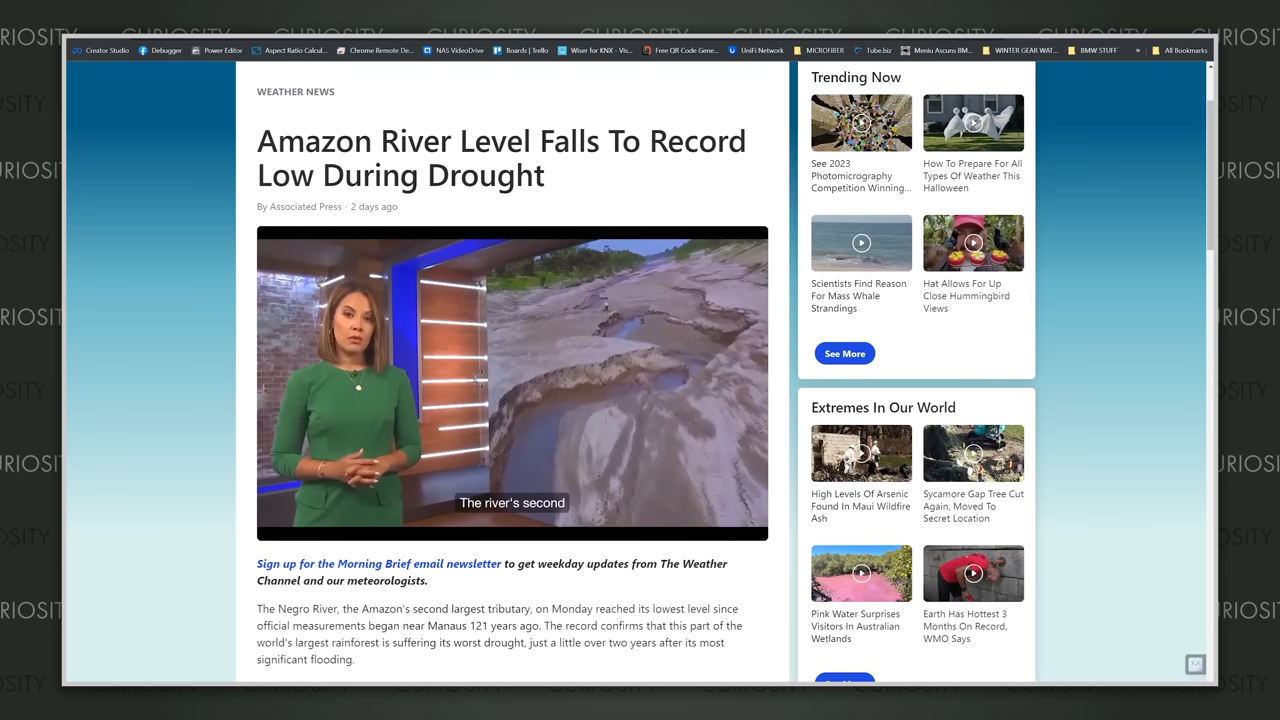 Creator Studio
Debugger
Power Editor
Aspect Ratio Calcul...
Chrome Remote De...
NAS VideoDrive
Boards | Trello
Wiser for KNX - Vis...
Free QR Code Gene...
UniFi Network
MICROFIBER
Tube.biz
Meniu Ascuns BM...
WINTER GEAR WAT...
BMW STUFF
»
All Bookmarks
WEATHER NEWS
Amazon River Level Falls To Record
Low During Drought
By Associated Press · 2 days ago
The river's second
Sign up for the Morning Brief email newsletter to get weekday updates from The Weather
Channel and our meteorologists.
The Negro River, the Amazon's second largest tributary, on Monday reached its lowest level since
official measurements began near Manaus 121 years ago. The record confirms that this part of the
world's largest rainforest is suffering its worst drought, just a little over two years after its most
significant flooding.
Trending Now
See 2023
Photomicrography
Competition Winning...
How To Prepare For All
Types Of Weather This
Halloween
Scientists Find Reason
For Mass Whale
Strandings
Hat Allows For Up
Close Hummingbird
Views
See More
Extremes In Our World
High Levels Of Arsenic
Found In Maui Wildfire
Ash
Sycamore Gap Tree Cut
Again, Moved To
Secret Location
Pink Water Surprises
Visitors In Australian
Wetlands
Earth Has Hottest 3
Months On Record,
WMO Says